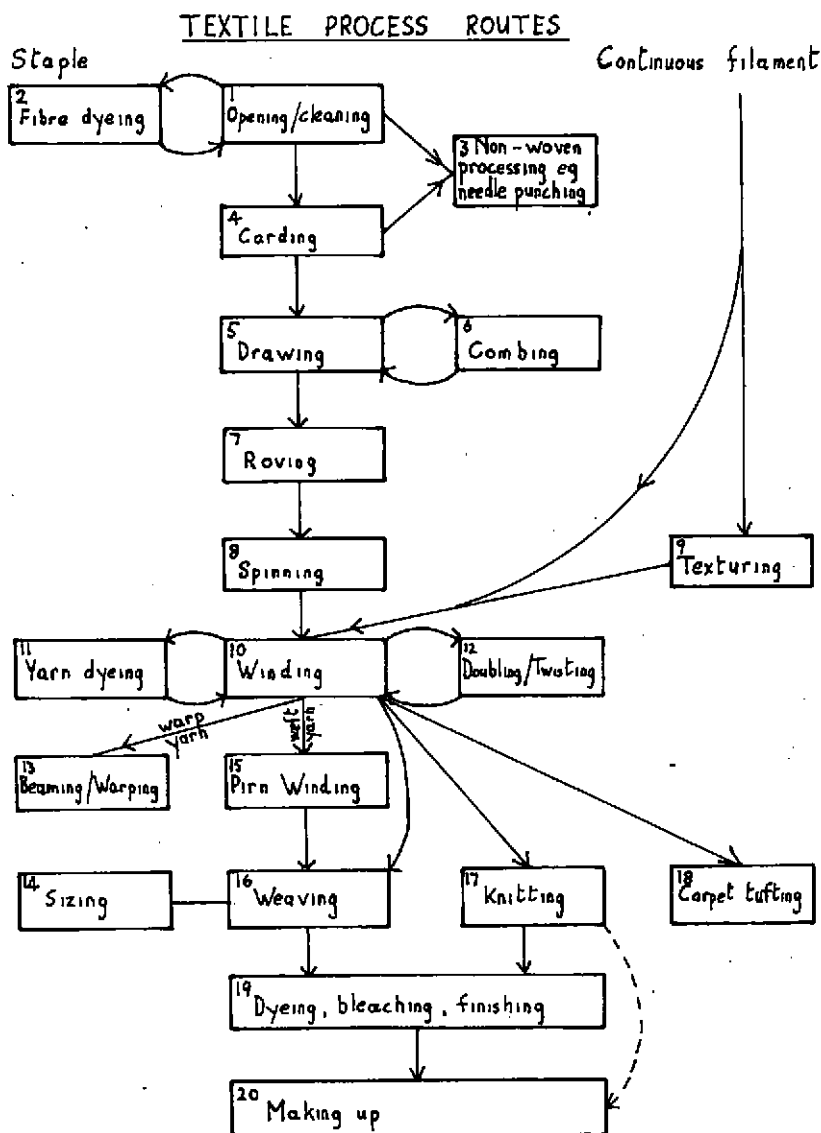 TEXTILE PROCESS ROUTES
Staple
Continuous filament
2
Fibre dyeing
1
Opening/cleaning
3 Non-woven
processing eg
needle punching
4
Carding
5
Drawing
6
Combing
7
Roving
8
Spinning
9
Texturing
11
Yarn dyeing
10
Winding
12
Doubling/Twisting
warp
yarn
weft
yarn
13
Beaming/Warping
15
Pirn Winding
14
Sizing
16
Weaving
17
Knitting
18
Carpet tufting
19
Dyeing, bleaching, finishing
20
Making up